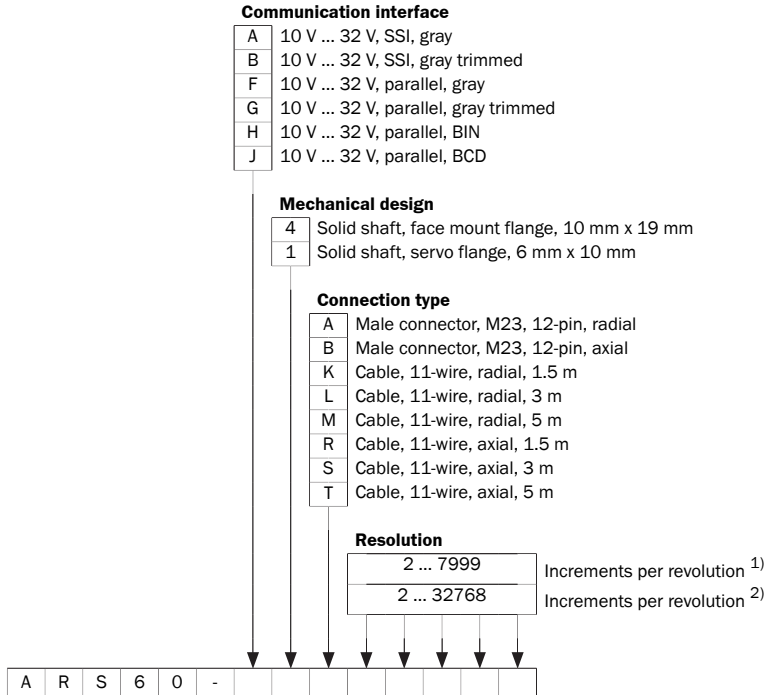 Communication interface
A 10 V ... 32 V, SSI, gray
B 10 V ... 32 V, SSI, gray trimmed
F 10 V ... 32 V, parallel, gray
G 10 V ... 32 V, parallel, gray trimmed
H 10 V ... 32 V, parallel, BIN
J 10 V ... 32 V, parallel, BCD
Mechanical design
4 Solid shaft, face mount flange, 10 mm x 19 mm
1 Solid shaft, servo flange, 6 mm x 10 mm
Connection type
A Male connector, M23, 12-pin, radial
B Male connector, M23, 12-pin, axial
K Cable, 11-wire, radial, 1.5 m
L Cable, 11-wire, radial, 3 m
M Cable, 11-wire, radial, 5 m
R Cable, 11-wire, axial, 1.5 m
S Cable, 11-wire, axial, 3 m
T Cable, 11-wire, axial, 5 m
Resolution
2 ... 7999 Increments per revolution 1)
2 ... 32768 Increments per revolution 2)
A R S 6 0 -